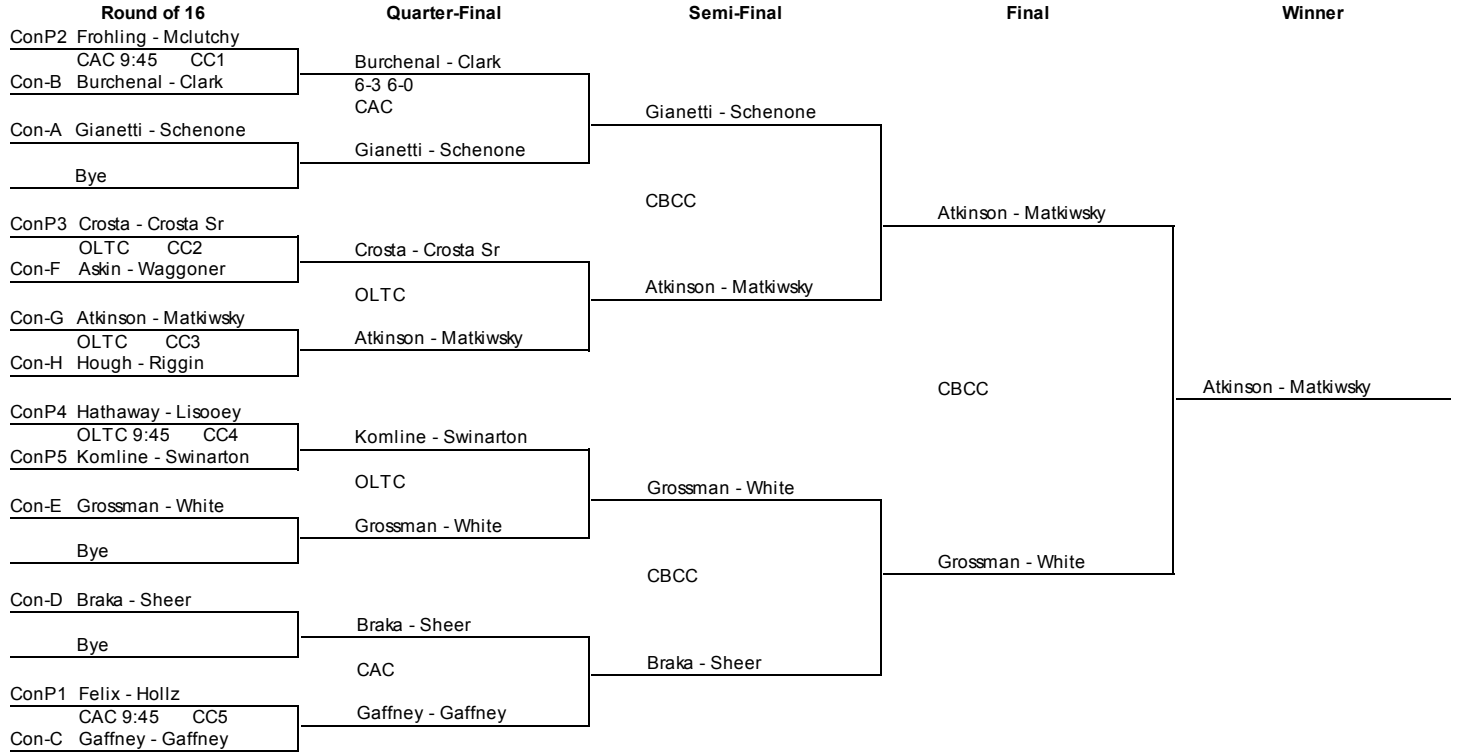 Round of 16 Quarter-Final Semi-Final Final Winner
ConP2 Frohling - Mclutchy
CAC 9:45 CC1
Con-B Burchenal - Clark
Con-A Gianetti - Schenone
Bye
ConP3 Crosta - Crosta Sr
OLTC CC2
Con-F Askin - Waggoner
Con-G Atkinson - Matkiwsky
OLTC CC3
Con-H Hough - Riggin
ConP4 Hathaway - Lisooey
OLTC 9:45 CC4
ConP5 Komline - Swinarton
Con-E Grossman - White
Bye
Con-D Braka - Sheer
Bye
ConP1 Felix - Hollz
CAC 9:45 CC5
Con-C Gaffney - Gaffney
Burchenal - Clark
6-3 6-0
CAC
Gianetti - Schenone
Crosta - Crosta Sr
OLTC
Atkinson - Matkiwsky
Komline - Swinarton
OLTC
Grossman - White
Braka - Sheer
CAC
Gaffney - Gaffney
Gianetti - Schenone
CBCC
Atkinson - Matkiwsky
Grossman - White
CBCC
Braka - Sheer
Atkinson - Matkiwsky
CBCC
Grossman - White
Atkinson - Matkiwsky